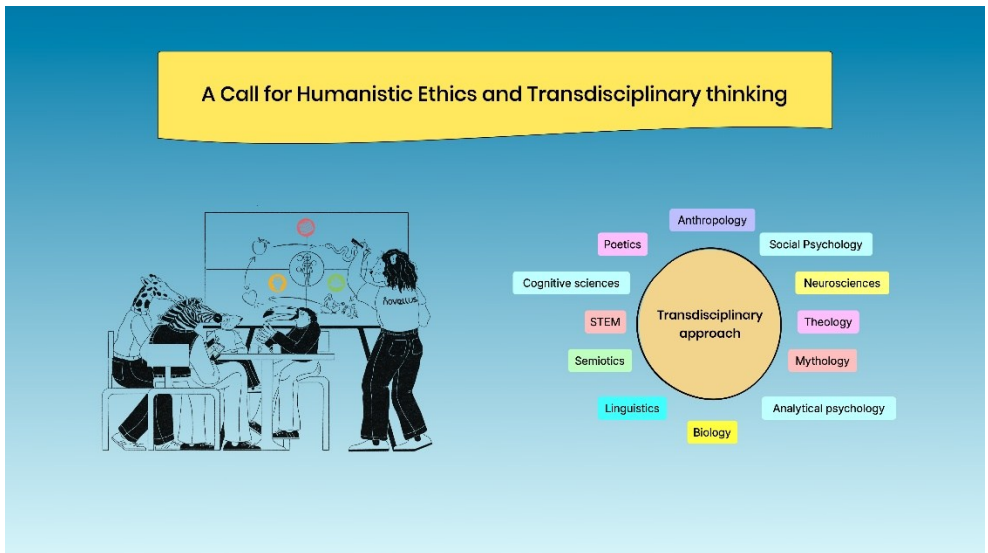 A Call for Humanistic Ethics and Transdisciplinary thinking
novellus
Anthropology
Poetics
Social Psychology
Cognitive sciences
Neurosciences
Transdisciplinary
approach
STEM
Theology
Semiotics
Mythology
Linguistics
Analytical psychology
Biology